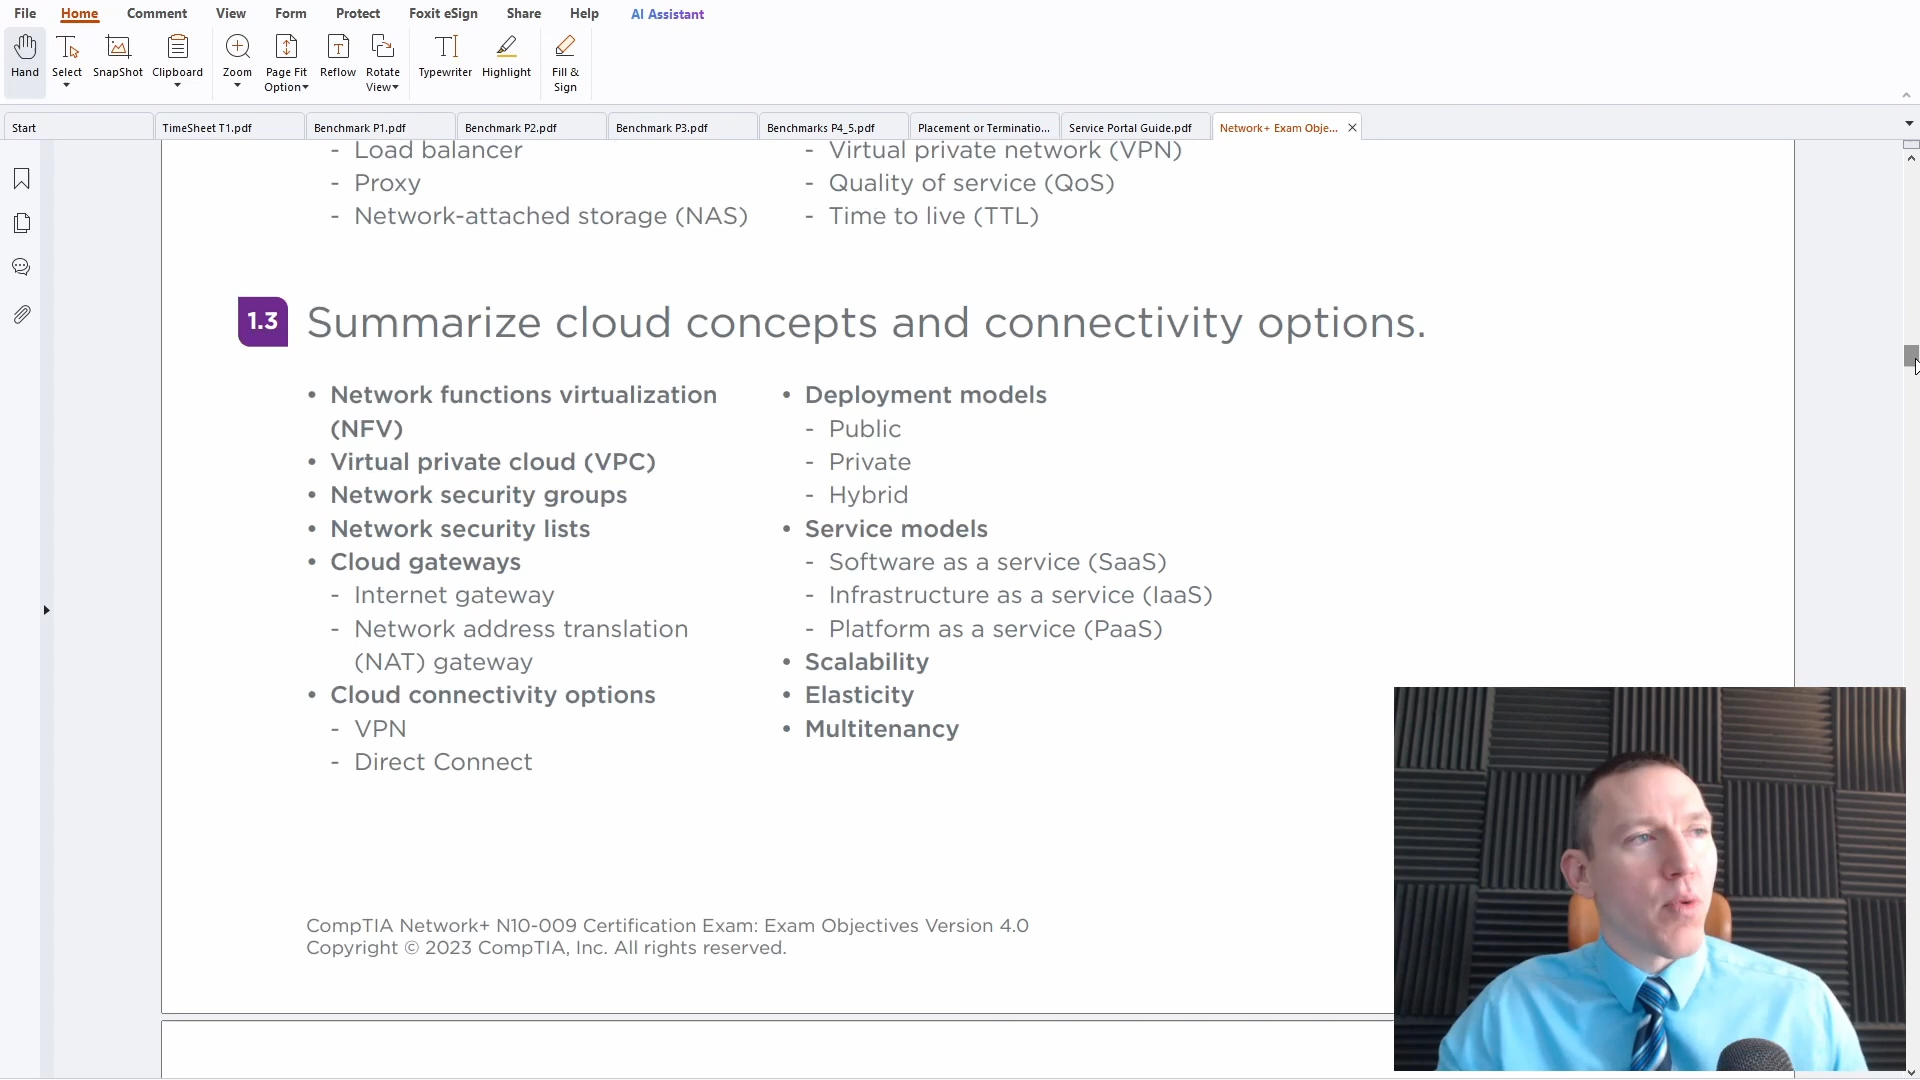 File Home Comment View Form Protect Foxit eSign Share Help AI Assistant
Hand Select SnapShot Clipboard Zoom Page Fit Option Reflow Rotate View Typewriter Highlight Fill & Sign
Start TimeSheet T1.pdf Benchmark P1.pdf Benchmark P2.pdf Benchmark P3.pdf Benchmarks P4_5.pdf Placement or Terminatio... Service Portal Guide.pdf Network+ Exam Obje...
- Load balancer
- Proxy
- Network-attached storage (NAS)
- Virtual private network (VPN)
- Quality of service (QoS)
- Time to live (TTL)
1.3 Summarize cloud concepts and connectivity options.
• Network functions virtualization
(NFV)
• Virtual private cloud (VPC)
• Network security groups
• Network security lists
• Cloud gateways
- Internet gateway
- Network address translation
(NAT) gateway
• Cloud connectivity options
- VPN
- Direct Connect
• Deployment models
- Public
- Private
- Hybrid
• Service models
- Software as a service (SaaS)
- Infrastructure as a service (IaaS)
- Platform as a service (PaaS)
• Scalability
• Elasticity
• Multitenancy
CompTIA Network+ N10-009 Certification Exam: Exam Objectives Version 4.0
Copyright © 2023 CompTIA, Inc. All rights reserved.